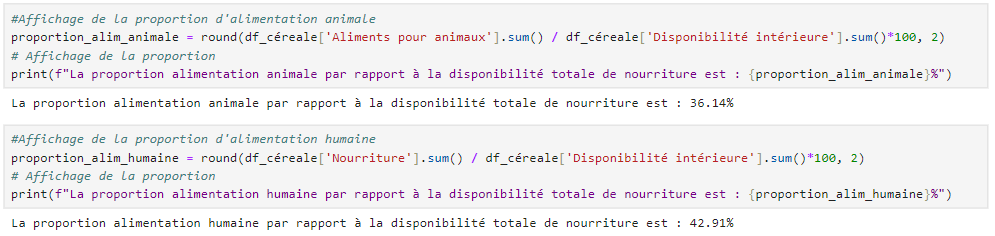 #Affichage de la proportion d'alimentation animale
proportion_alim_animale = round(df_céreale['Aliments pour animaux'].sum() / df_céreale['Disponibilité intérieure'].sum()*100, 2)
# Affichage de la proportion
print(f"La proportion alimentation animale par rapport à la disponibilité totale de nourriture est : {proportion_alim_animale}%")
La proportion alimentation animale par rapport à la disponibilité totale de nourriture est : 36.14%
#Affichage de la proportion d'alimentation humaine
proportion_alim_humaine = round(df_céreale['Nourriture'].sum() / df_céreale['Disponibilité intérieure'].sum()*100, 2)
# Affichage de la proportion
print(f"La proportion alimentation humaine par rapport à la disponibilité totale de nourriture est : {proportion_alim_humaine}%")
La proportion alimentation humaine par rapport à la disponibilité totale de nourriture est : 42.91%